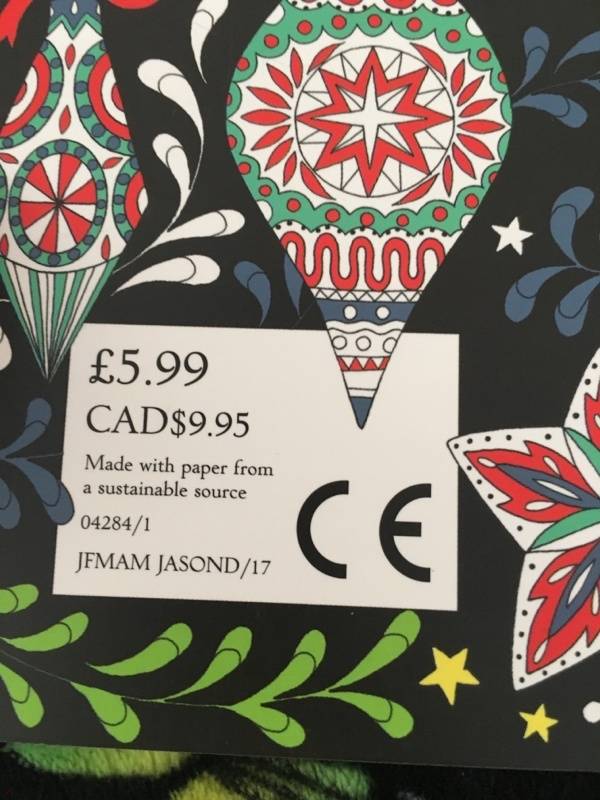 £5.99
CAD$9.95
Made with paper from
a sustainable source
04284/1
JFMAM JASOND/17
CE